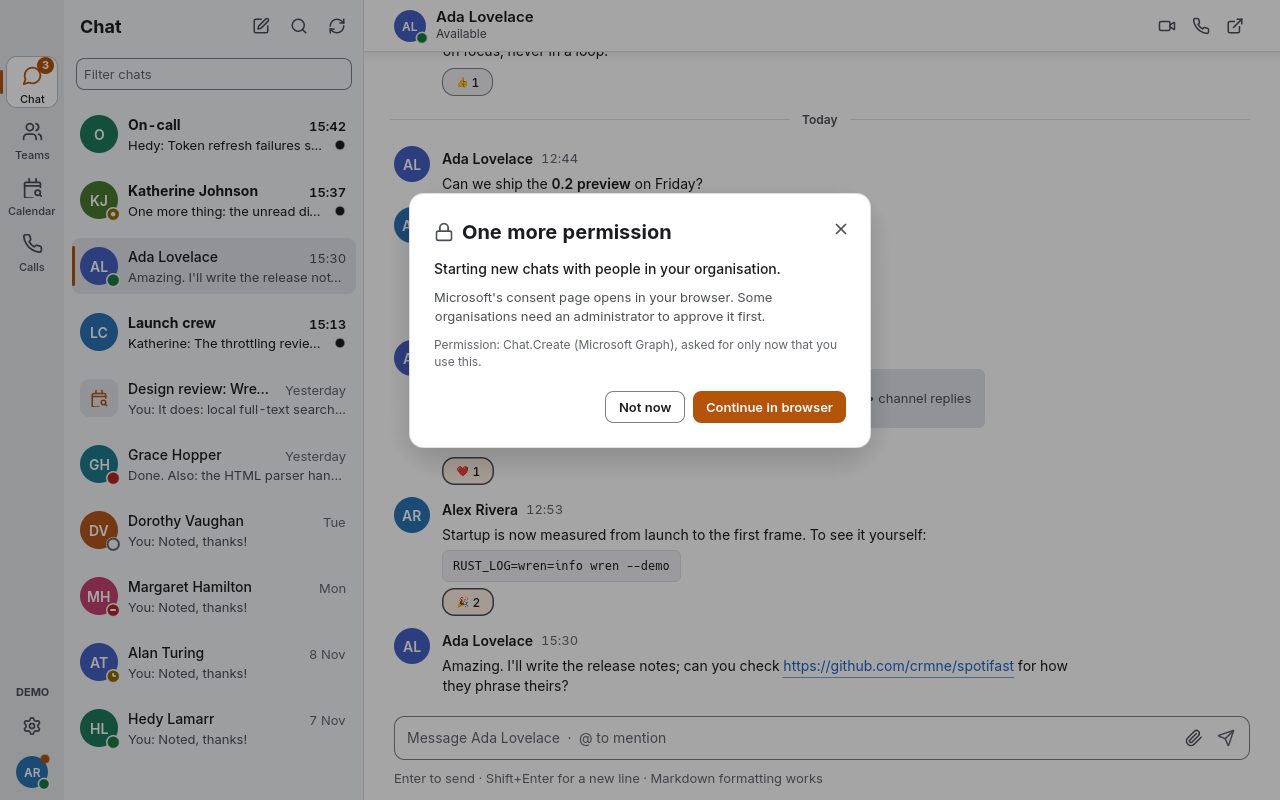 Chat
3
Chat
Teams
Calendar
Calls
DEMO
AR
Filter chats
O
On-call
15:42
Hedy: Token refresh failures s...
KJ
Katherine Johnson
15:37
One more thing: the unread di...
AL
Ada Lovelace
15:30
Amazing. I'll write the release not...
LC
Launch crew
15:13
Katherine: The throttling revie...
Design review: Wre...
Yesterday
You: It does: local full-text search...
GH
Grace Hopper
Yesterday
Done. Also: the HTML parser han...
DV
Dorothy Vaughan
Tue
You: Noted, thanks!
MH
Margaret Hamilton
Mon
You: Noted, thanks!
AT
Alan Turing
8 Nov
You: Noted, thanks!
HL
Hedy Lamarr
7 Nov
You: Noted, thanks!
AL
Ada Lovelace
Available
on focus, never in a loop.
👍 1
Today
AL
Ada Lovelace 12:44
Can we ship the 0.2 preview on Friday?
One more permission
Starting new chats with people in your organisation.
Microsoft's consent page opens in your browser. Some
organisations need an administrator to approve it first.
Permission: Chat.Create (Microsoft Graph), asked for only now that you
use this.
Not now
Continue in browser
channel replies
❤️ 1
AR
Alex Rivera 12:53
Startup is now measured from launch to the first frame. To see it yourself:
RUST_LOG=wren=info wren --demo
🎉 2
AL
Ada Lovelace 15:30
Amazing. I'll write the release notes; can you check https://github.com/crmne/spotifast for how
they phrase theirs?
Message Ada Lovelace · @ to mention
Enter to send · Shift+Enter for a new line · Markdown formatting works